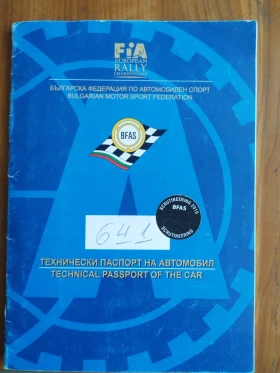 FIA
EUROPEAN
RALLY
CHAMPIONSHIP
БЪЛГАРСКА ФЕДЕРАЦИЯ ПО АВТОМОБИЛЕН СПОРТ
BULGARIAN MOTOR SPORT FEDERATION
BFAS
641
SCRUTINEERING 2010
BFAS
SCRUTINEERING
ТЕХНИЧЕСКИ ПАСПОРТ НА АВТОМОБИЛ
TECHNICAL PASSPORT OF THE CAR